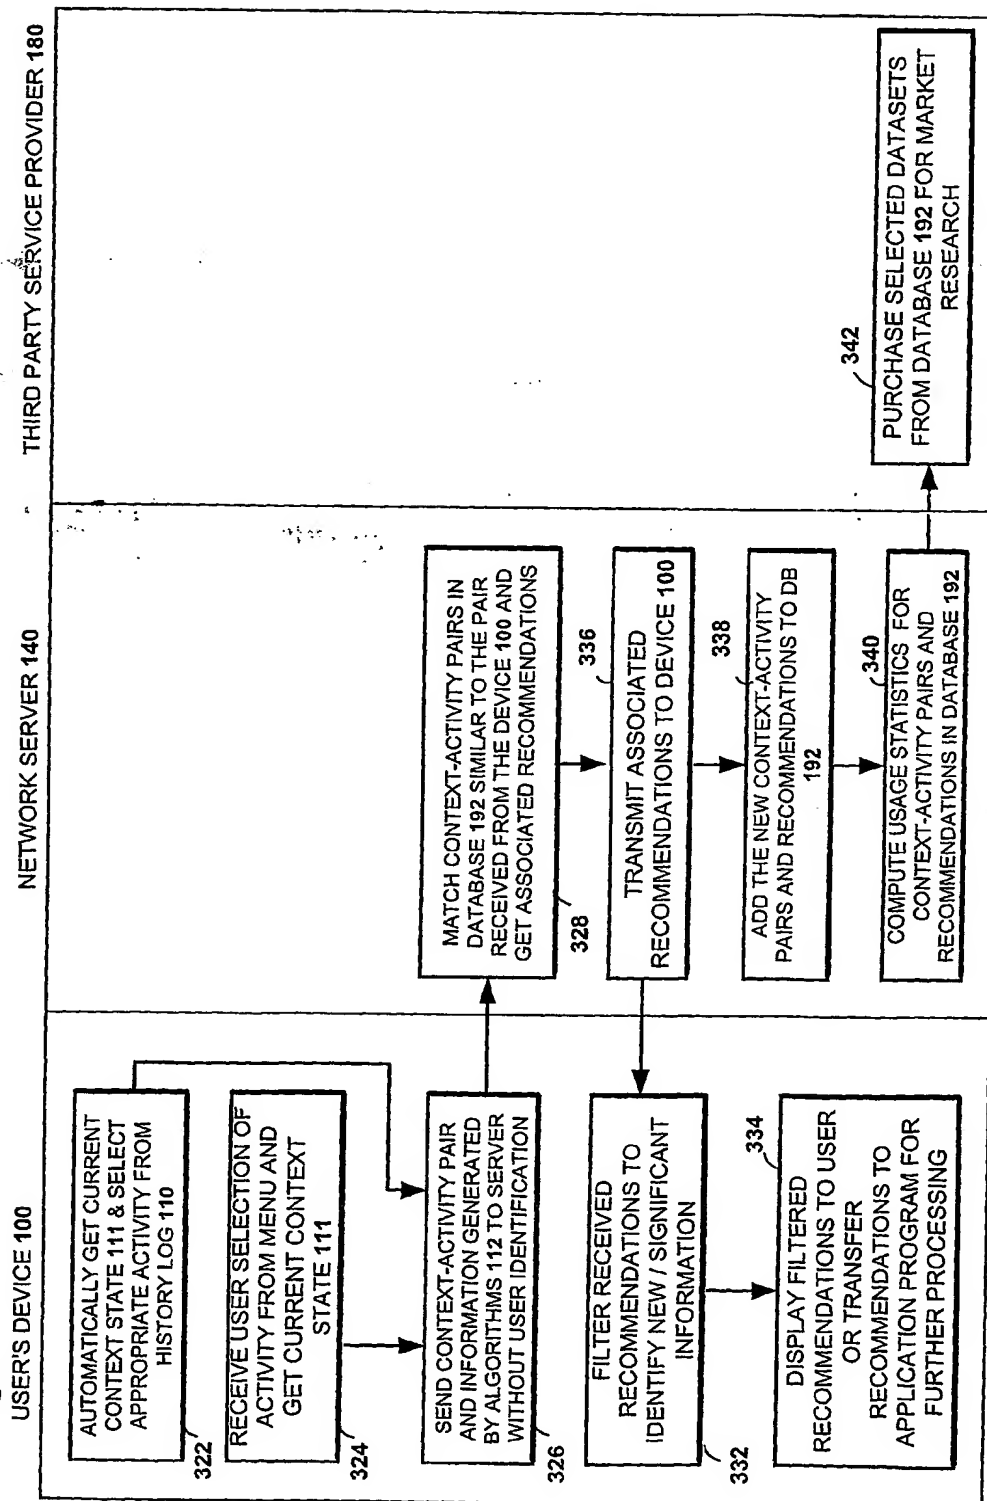 USER'S DEVICE 100
NETWORK SERVER 140
THIRD PARTY SERVICE PROVIDER 180
AUTOMATICALLY GET CURRENT
CONTEXT STATE 111 & SELECT
APPROPRIATE ACTIVITY FROM
HISTORY LOG 110
322
RECEIVE USER SELECTION OF
ACTIVITY FROM MENU AND
GET CURRENT CONTEXT
STATE 111
324
SEND CONTEXT-ACTIVITY PAIR
AND INFORMATION GENERATED
BY ALGORITHMS 112 TO SERVER
WITHOUT USER IDENTIFICATION
326
MATCH CONTEXT-ACTIVITY PAIRS IN
DATABASE 192 SIMILAR TO THE PAIR
RECEIVED FROM THE DEVICE 100 AND
GET ASSOCIATED RECOMMENDATIONS
328
336
TRANSMIT ASSOCIATED
RECOMMENDATIONS TO DEVICE 100
FILTER RECEIVED
RECOMMENDATIONS TO
IDENTIFY NEW / SIGNIFICANT
INFORMATION
332
334
DISPLAY FILTERED
RECOMMENDATIONS TO USER
OR TRANSFER
RECOMMENDATIONS TO
APPLICATION PROGRAM FOR
FURTHER PROCESSING
338
ADD THE NEW CONTEXT-ACTIVITY
PAIRS AND RECOMMENDATIONS TO DB
192
340
COMPUTE USAGE STATISTICS FOR
CONTEXT-ACTIVITY PAIRS AND
RECOMMENDATIONS IN DATABASE 192
342
PURCHASE SELECTED DATASETS
FROM DATABASE 192 FOR MARKET
RESEARCH